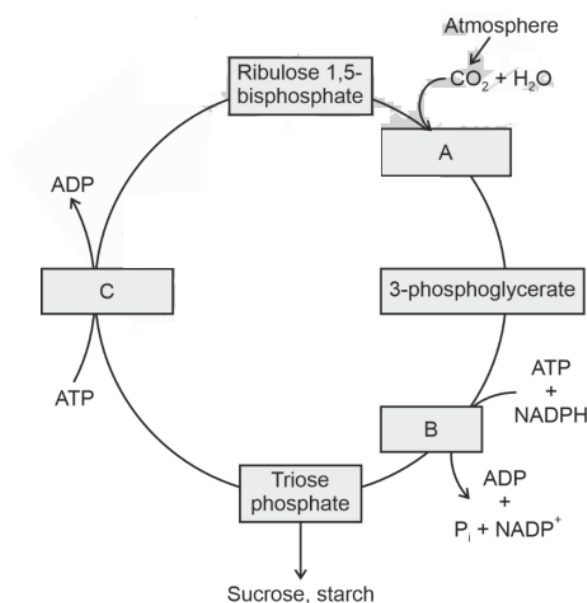 Atmosphere
CO₂ + H₂O
Ribulose 1,5-
bisphosphate
A
ADP
C
3-phosphoglycerate
ATP
ATP
+
NADPH
B
Triose
phosphate
ADP
+
Pᵢ + NADP⁺
Sucrose, starch